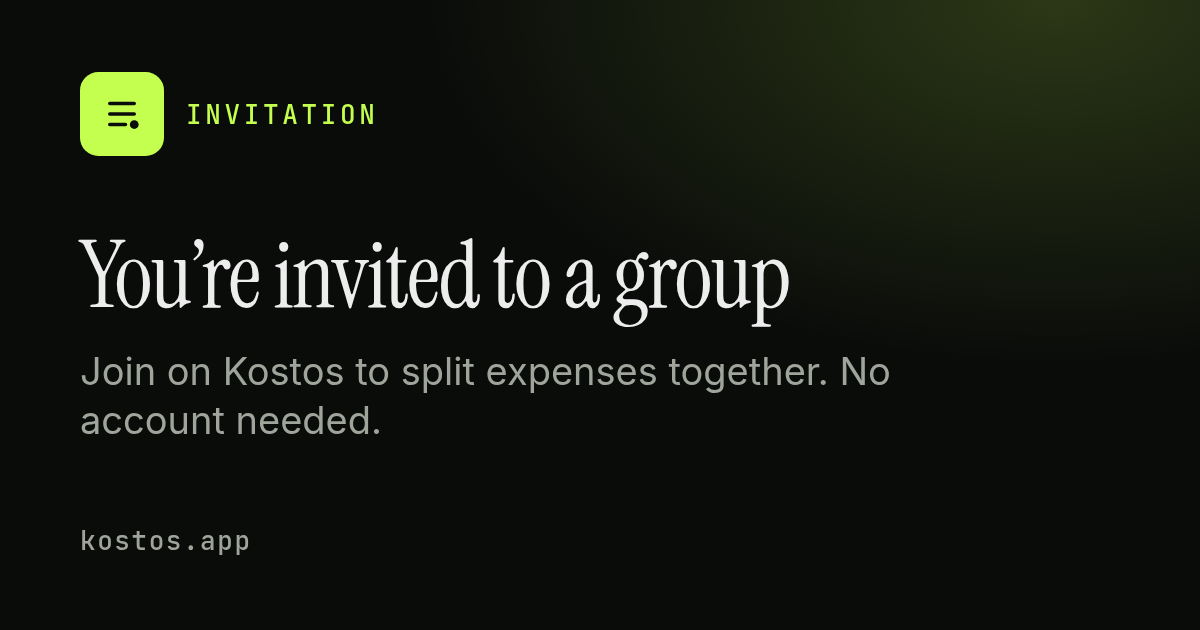 INVITATION
You’re invited to a group
Join on Kostos to split expenses together. No
account needed.
kostos.app